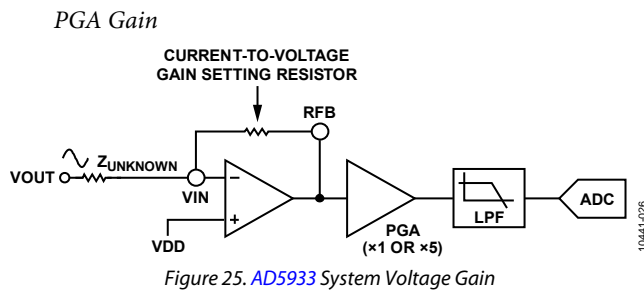 PGA Gain
CURRENT-TO-VOLTAGE
GAIN SETTING RESISTOR
RFB
ZUNKNOWN
VOUT
VIN
−
+
VDD
PGA
(×1 OR ×5)
LPF
ADC
10441-026
Figure 25. AD5933 System Voltage Gain